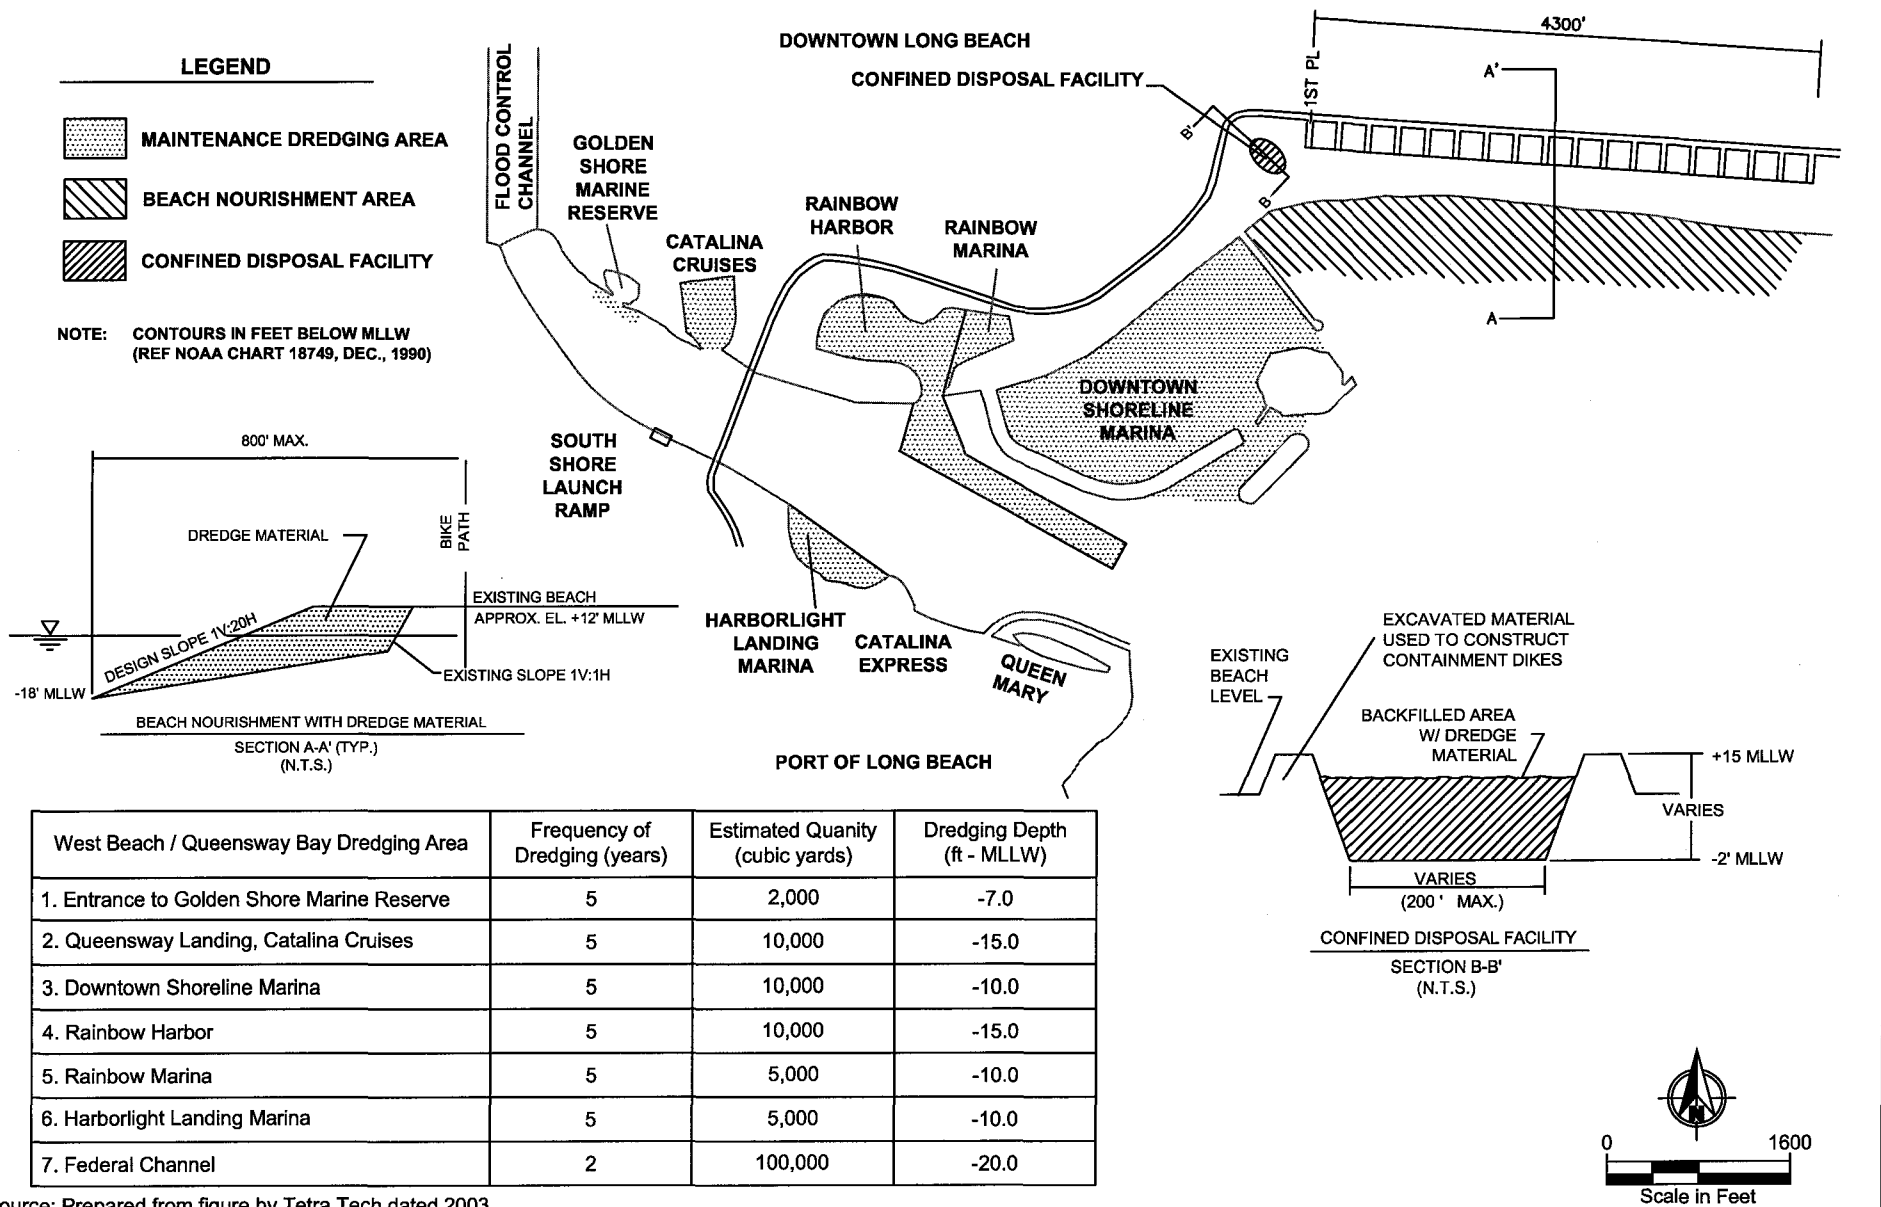 LEGEND
MAINTENANCE DREDGING AREA
BEACH NOURISHMENT AREA
CONFINED DISPOSAL FACILITY
NOTE: CONTOURS IN FEET BELOW MLLW
(REF NOAA CHART 18749, DEC., 1990)
FLOOD CONTROL
CHANNEL
GOLDEN
SHORE
MARINE
RESERVE
CATALINA
CRUISES
DOWNTOWN LONG BEACH
CONFINED DISPOSAL FACILITY
RAINBOW
HARBOR
RAINBOW
MARINA
B'
B
1ST PL
4300'
A'
A
DOWNTOWN
SHORELINE
MARINA
SOUTH
SHORE
LAUNCH
RAMP
HARBORLIGHT
LANDING
MARINA
CATALINA
EXPRESS
QUEEN
MARY
PORT OF LONG BEACH
800' MAX.
BIKE
PATH
DREDGE MATERIAL
EXISTING BEACH
APPROX. EL. +12' MLLW
DESIGN SLOPE 1V:20H
EXISTING SLOPE 1V:1H
-18' MLLW
BEACH NOURISHMENT WITH DREDGE MATERIAL
SECTION A-A' (TYP.)
(N.T.S.)
EXCAVATED MATERIAL
USED TO CONSTRUCT
CONTAINMENT DIKES
EXISTING
BEACH
LEVEL
BACKFILLED AREA
W/ DREDGE
MATERIAL
+15 MLLW
VARIES
-2' MLLW
VARIES
(200 ' MAX.)
CONFINED DISPOSAL FACILITY
SECTION B-B'
(N.T.S.)
West Beach / Queensway Bay Dredging Area
Frequency of
Dredging (years)
Estimated Quanity
(cubic yards)
Dredging Depth
(ft - MLLW)
1. Entrance to Golden Shore Marine Reserve 5 2,000 -7.0
2. Queensway Landing, Catalina Cruises 5 10,000 -15.0
3. Downtown Shoreline Marina 5 10,000 -10.0
4. Rainbow Harbor 5 10,000 -15.0
5. Rainbow Marina 5 5,000 -10.0
6. Harborlight Landing Marina 5 5,000 -10.0
7. Federal Channel 2 100,000 -20.0
N
0 1600
Scale in Feet
ource: Prepared from figure by Tetra Tech dated 2003